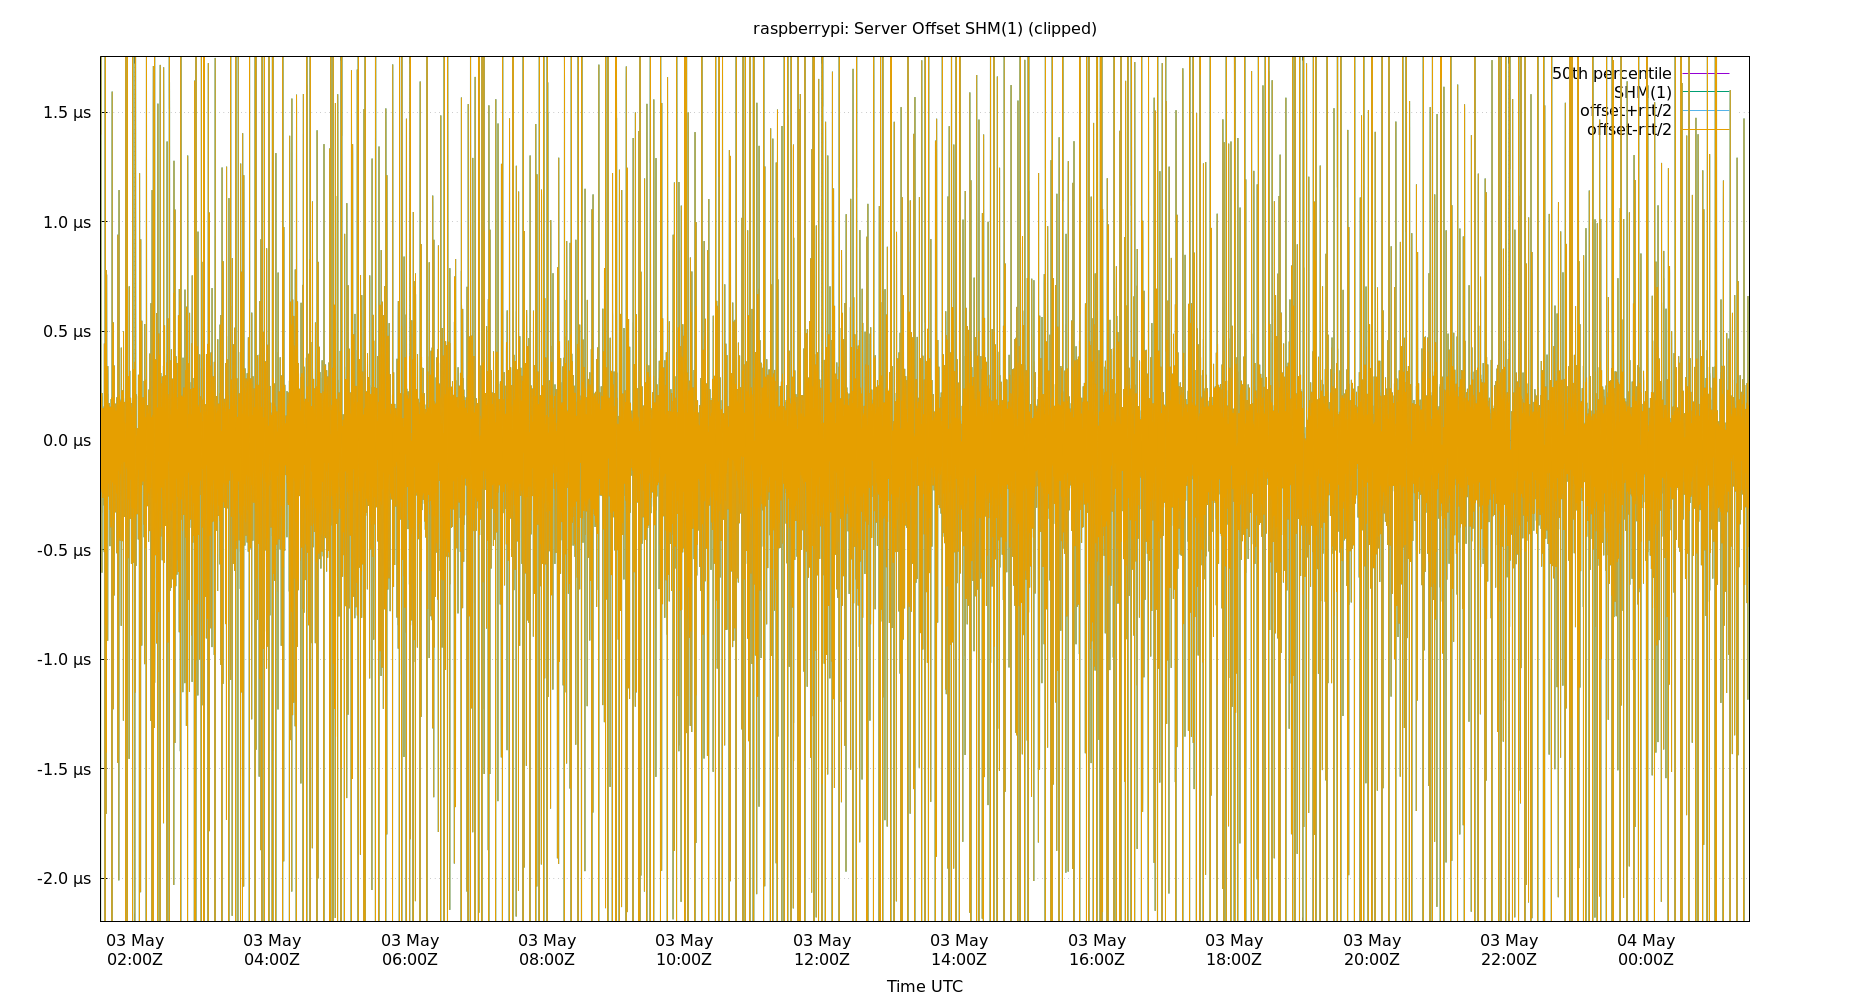 raspberrypi: Server Offset SHM(1) (clipped)
50th percentile
SHM(1)
offset+rtt/2
offset-rtt/2
1.5 µs
1.0 µs
0.5 µs
0.0 µs
-0.5 µs
-1.0 µs
-1.5 µs
-2.0 µs
03 May 03 May 03 May 03 May 03 May 03 May 03 May 03 May 03 May 03 May 03 May 04 May
02:00Z 04:00Z 06:00Z 08:00Z 10:00Z 12:00Z 14:00Z 16:00Z 18:00Z 20:00Z 22:00Z 00:00Z
Time UTC